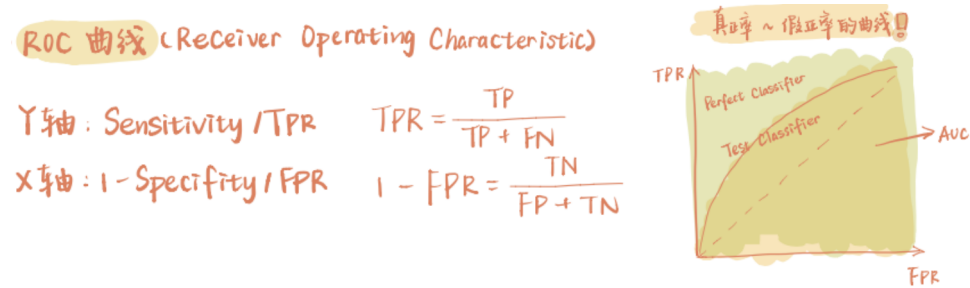 ROC 曲线 (Receiver Operating Characteristic)
Y轴: Sensitivity/TPR TPR = TP / TP + FN
X轴: 1-Specifity/FPR 1 - FPR = TN / FP + TN
真正率 ~ 假正率的曲线!
TPR
Perfect Classifier
Test Classifier
AUC
FPR